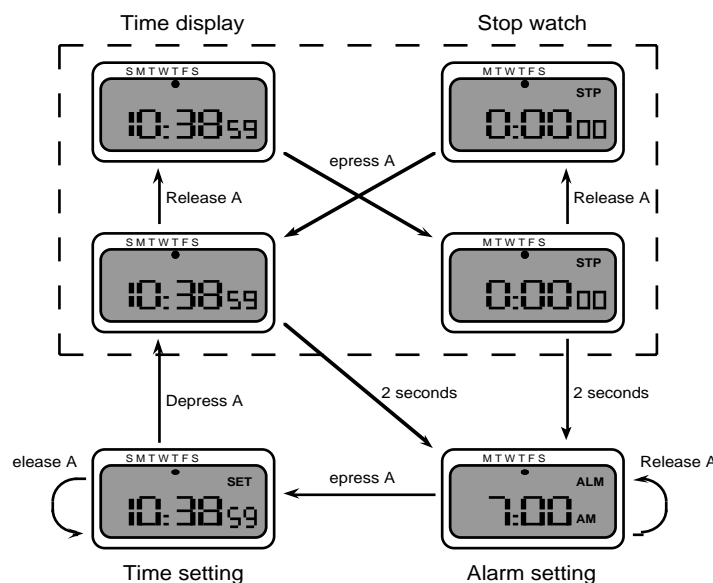 Time display
Stop watch
S M T W T F S
M T W T F S
STP
10:38 59
0:00 00
epress A
Release A
Release A
S M T W T F S
M T W T F S
STP
10:38 59
0:00 00
Depress A
2 seconds
2 seconds
S M T W T F S
M T W T F S
elease A
epress A
Release A
SET
ALM
10:38 59
7:00 AM
Time setting
Alarm setting